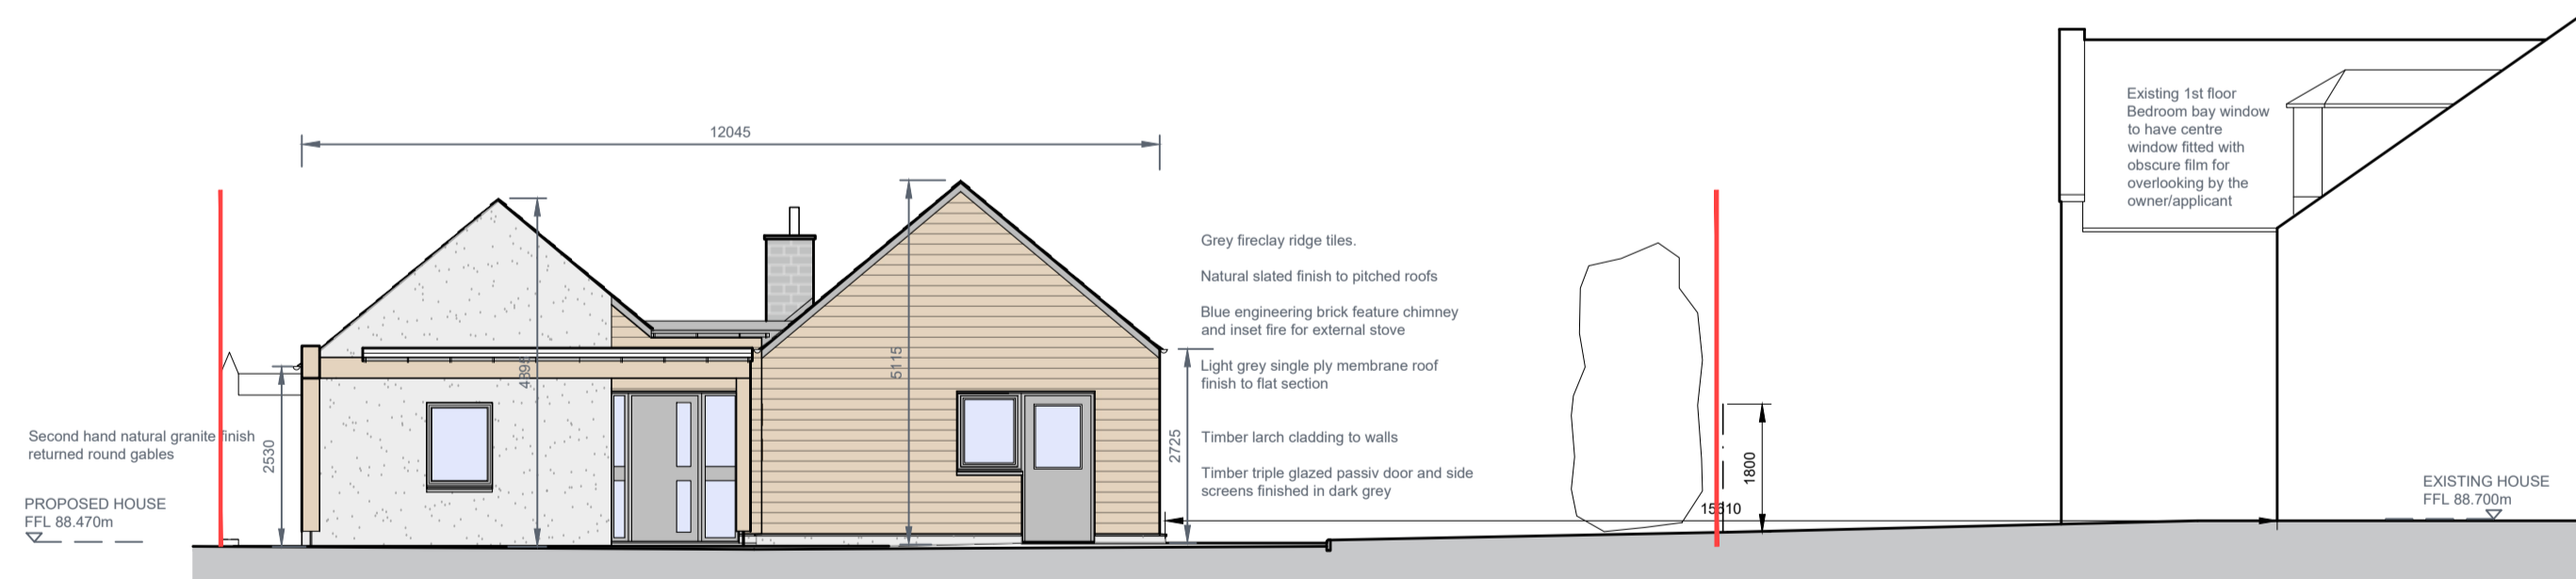 12045
Existing 1st floor
Bedroom bay window
to have centre
window fitted with
obscure film for
overlooking by the
owner/applicant
Grey fireclay ridge tiles.
Natural slated finish to pitched roofs
Blue engineering brick feature chimney
and inset fire for external stove
Light grey single ply membrane roof
finish to flat section
5115
Second hand natural granite finish
returned round gables
2530
2725
Timber larch cladding to walls
Timber triple glazed passiv door and side
screens finished in dark grey
1800
PROPOSED HOUSE
FFL 88.470m
EXISTING HOUSE
FFL 88.700m